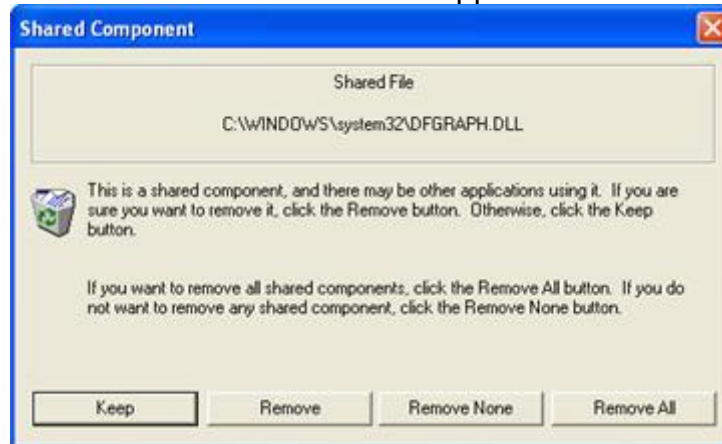 Shared Component
Shared File
C:\WINDOWS\system32\DFGRAPH.DLL
This is a shared component, and there may be other applications using it. If you are
sure you want to remove it, click the Remove button. Otherwise, click the Keep
button.
If you want to remove all shared components, click the Remove All button. If you do
not want to remove any shared component, click the Remove None button.
Keep Remove Remove None Remove All